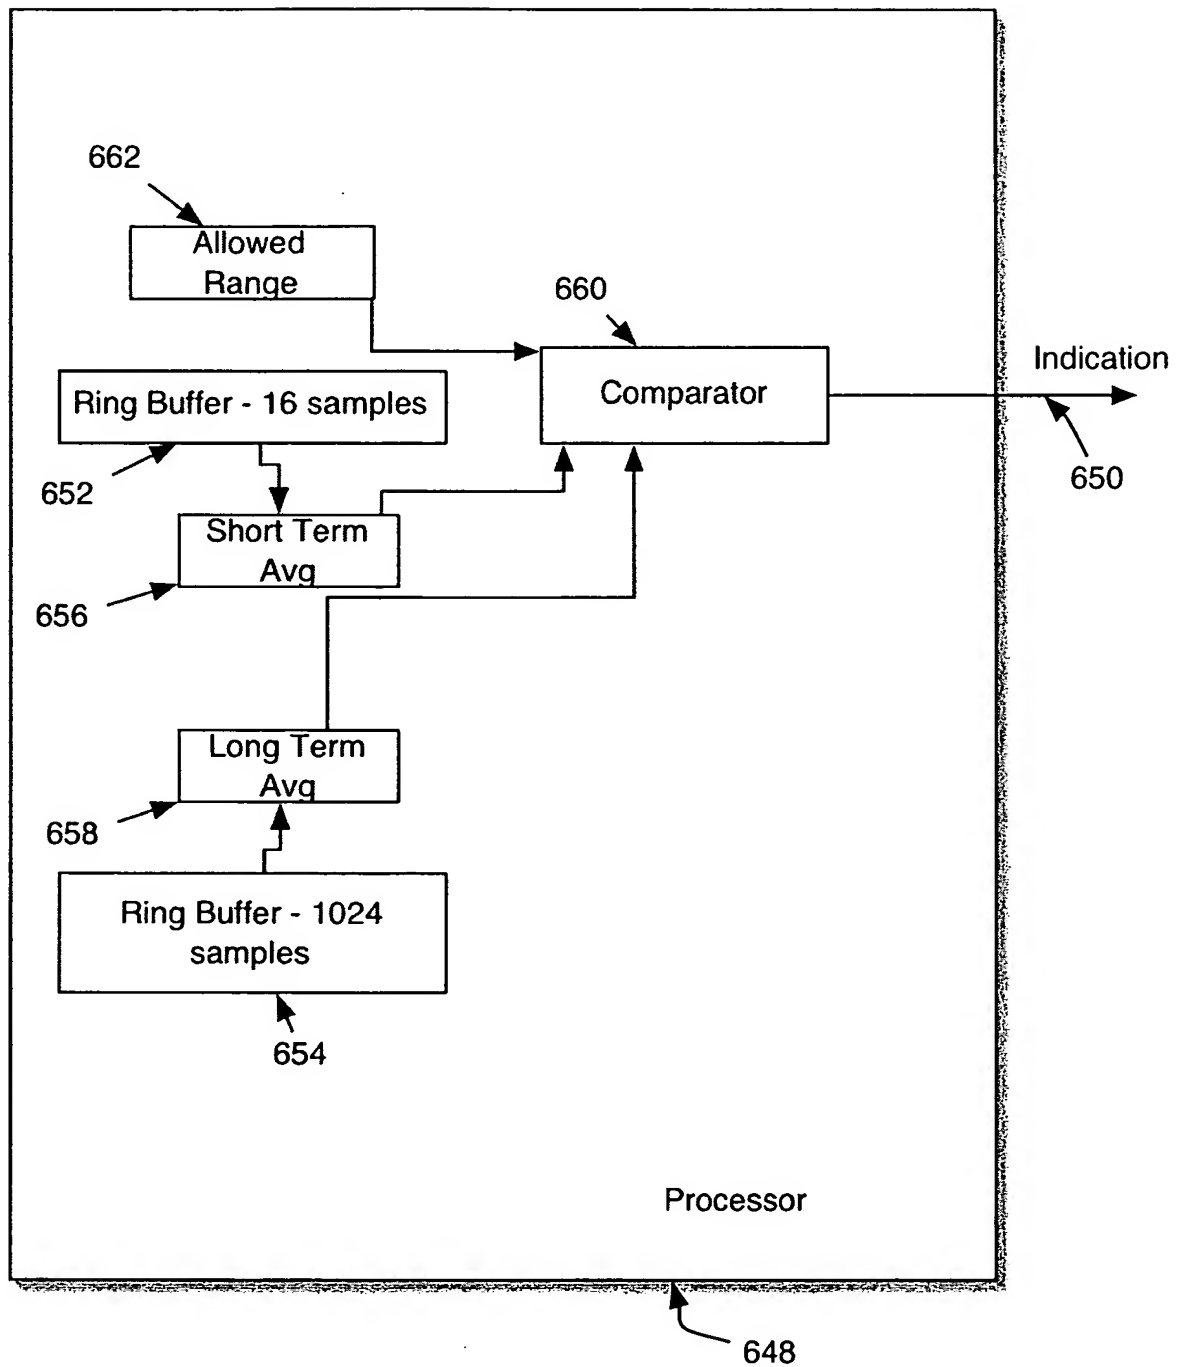 662
Allowed
Range
660
Indication
Comparator
Ring Buffer - 16 samples
650
652
Short Term
Avg
656
Long Term
Avg
658
Ring Buffer - 1024
samples
654
Processor
648